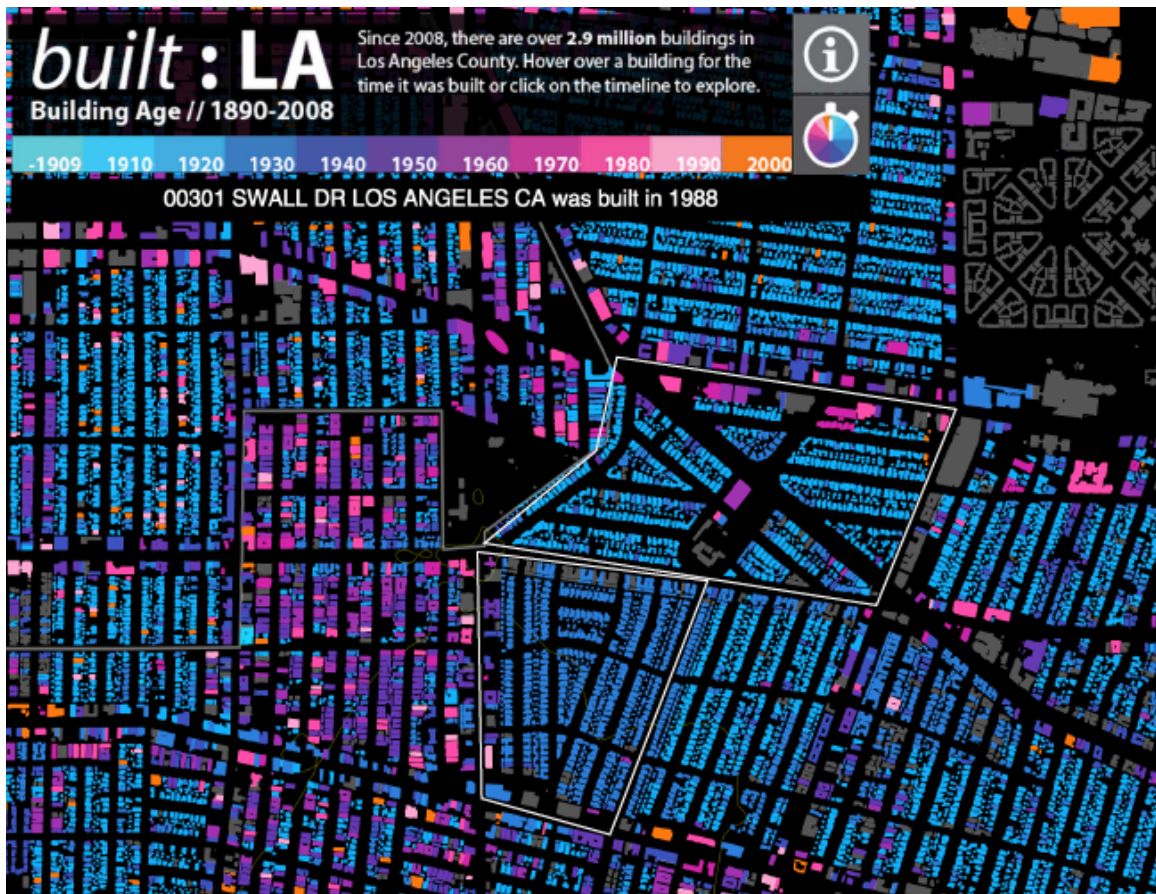 built : LA
Building Age // 1890-2008
Since 2008, there are over 2.9 million buildings in
Los Angeles County. Hover over a building for the
time it was built or click on the timeline to explore.
i
-1909 1910 1920 1930 1940 1950 1960 1970 1980 1990 2000
00301 SWALL DR LOS ANGELES CA was built in 1988